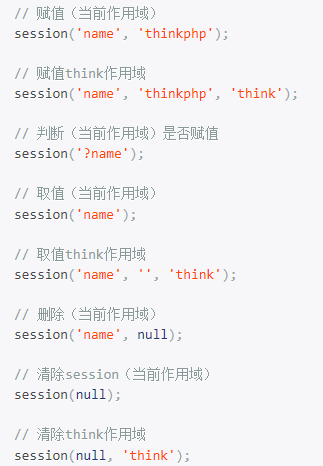 // 赋值（当前作用域）
session('name', 'thinkphp');
// 赋值think作用域
session('name', 'thinkphp', 'think');
// 判断（当前作用域）是否赋值
session('?name');
// 取值（当前作用域）
session('name');
// 取值think作用域
session('name', '', 'think');
// 删除（当前作用域）
session('name', null);
// 清除session（当前作用域）
session(null);
// 清除think作用域
session(null, 'think');